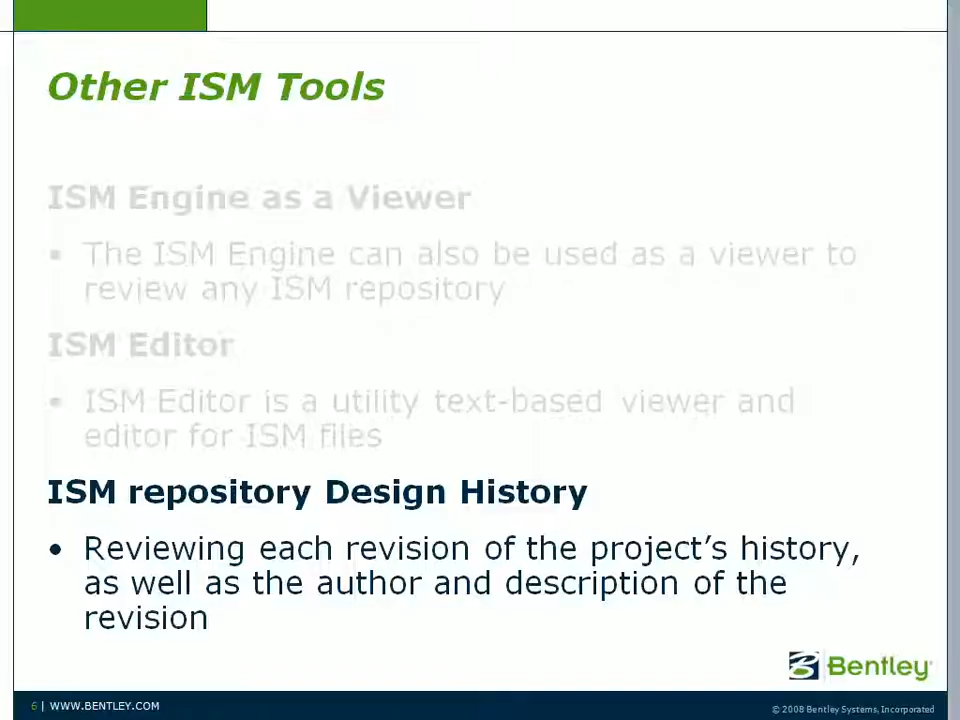 Other ISM Tools
ISM Engine as a Viewer
• The ISM Engine can also be used as a viewer to
review any ISM repository
ISM Editor
• ISM Editor is a utility text-based viewer and
editor for ISM files
ISM repository Design History
• Reviewing each revision of the project’s history,
as well as the author and description of the
revision
Bentley
6 | WWW.BENTLEY.COM
© 2008 Bentley Systems, Incorporated